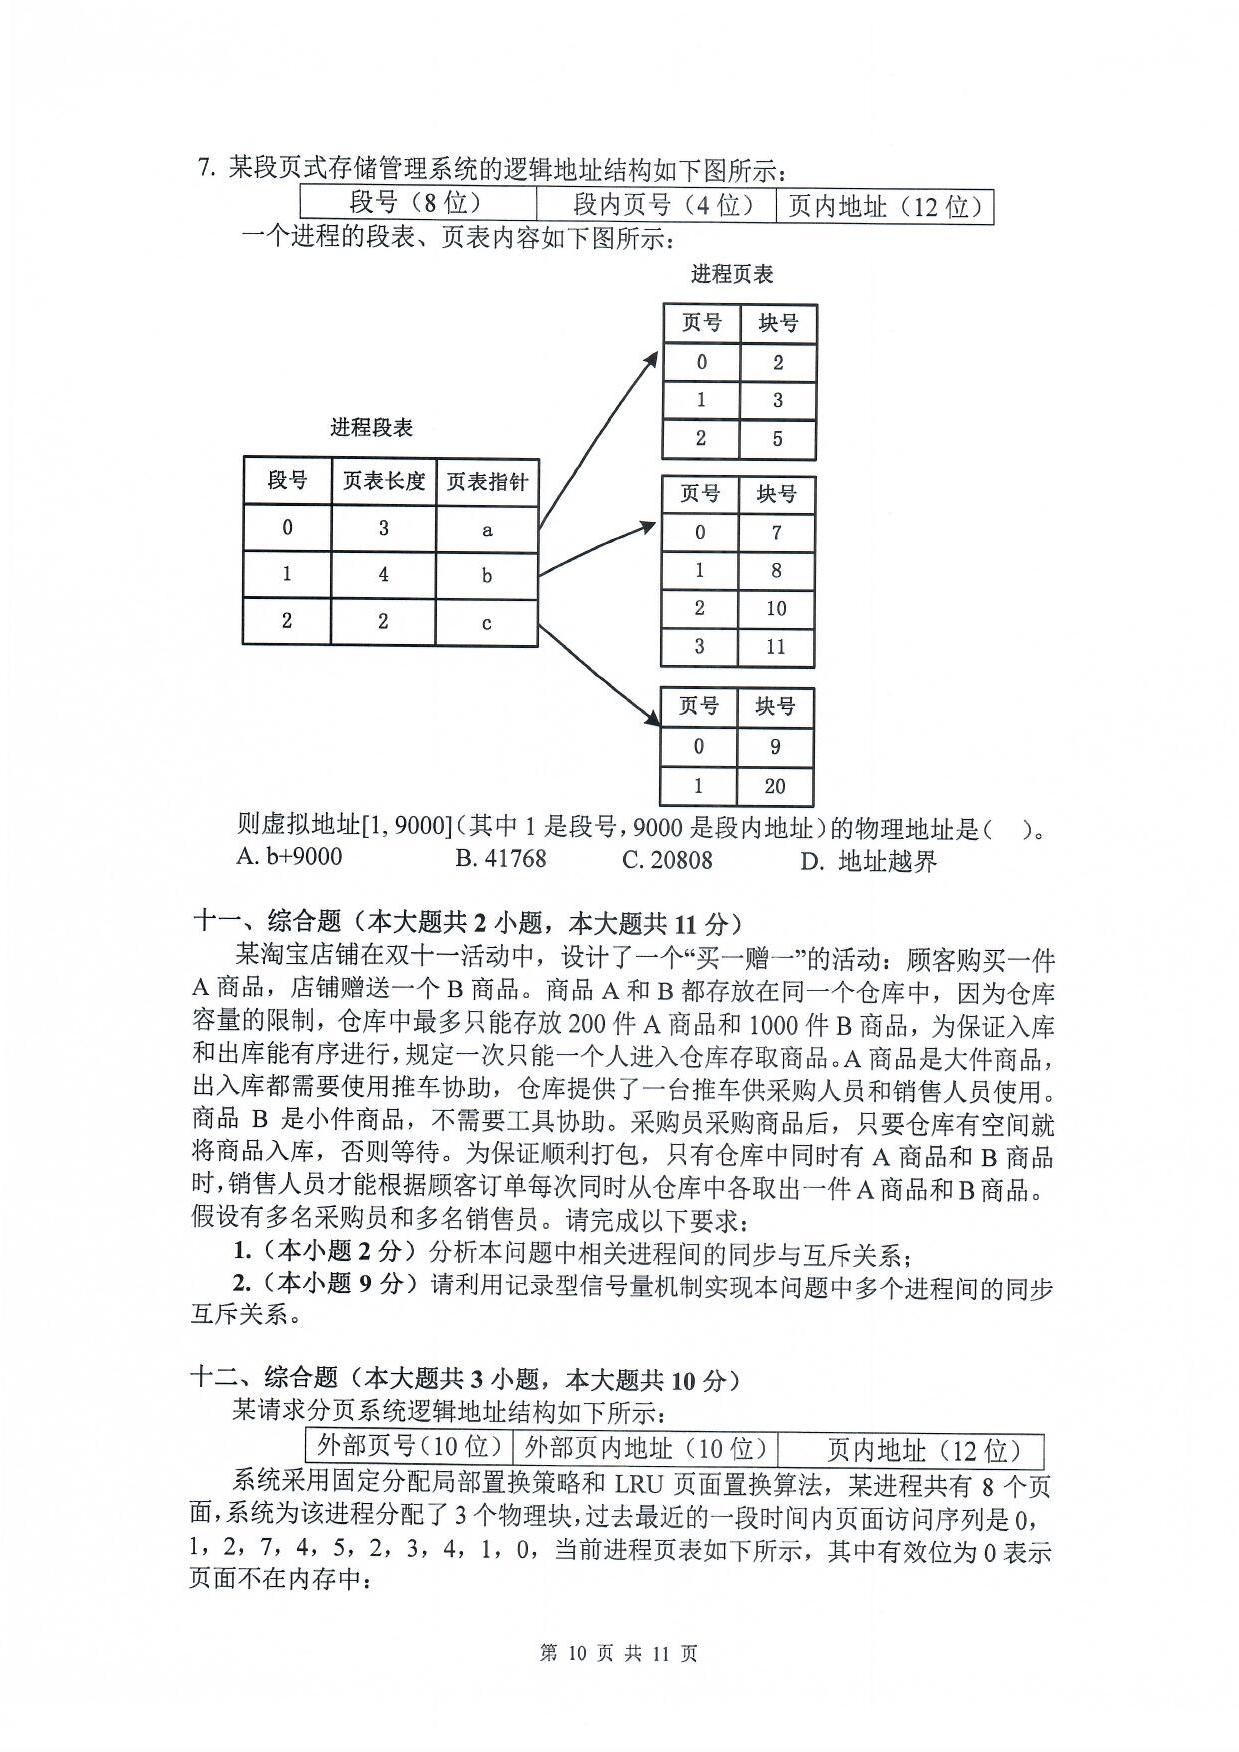 7. 某段页式存储管理系统的逻辑地址结构如下图所示：
段号（8 位） 段内页号（4 位） 页内地址（12 位）
一个进程的段表、页表内容如下图所示：
进程页表
页号 块号
0 2
1 3
2 5
进程段表
段号 页表长度 页表指针
0 3 a
1 4 b
2 2 c
页号 块号
0 7
1 8
2 10
3 11
页号 块号
0 9
1 20
则虚拟地址[1, 9000]（其中 1 是段号，9000 是段内地址）的物理地址是（ ）。
A. b+9000 B. 41768 C. 20808 D. 地址越界
十一、综合题（本大题共 2 小题，本大题共 11 分）
某淘宝店铺在双十一活动中，设计了一个“买一赠一”的活动：顾客购买一件
A 商品，店铺赠送一个 B 商品。商品 A 和 B 都存放在同一个仓库中，因为仓库
容量的限制，仓库中最多只能存放 200 件 A 商品和 1000 件 B 商品，为保证入库
和出库能有序进行，规定一次只能一个人进入仓库存取商品。A 商品是大件商品，
出入库都需要使用推车协助，仓库提供了一台推车供采购人员和销售人员使用。
商品 B 是小件商品，不需要工具协助。采购员采购商品后，只要仓库有空间就
将商品入库，否则等待。为保证顺利打包，只有仓库中同时有 A 商品和 B 商品
时，销售人员才能根据顾客订单每次同时从仓库中各取出一件 A 商品和 B 商品。
假设有多名采购员和多名销售员。请完成以下要求：
1.（本小题 2 分）分析本问题中相关进程间的同步与互斥关系；
2.（本小题 9 分）请利用记录型信号量机制实现本问题中多个进程间的同步
互斥关系。
十二、综合题（本大题共 3 小题，本大题共 10 分）
某请求分页系统逻辑地址结构如下所示：
外部页号（10 位） 外部页内地址（10 位） 页内地址（12 位）
系统采用固定分配局部置换策略和 LRU 页面置换算法，某进程共有 8 个页
面，系统为该进程分配了 3 个物理块，过去最近的一段时间内页面访问序列是 0，
1，2，7，4，5，2，3，4，1，0，当前进程页表如下所示，其中有效位为 0 表示
页面不在内存中：
第 10 页 共 11 页